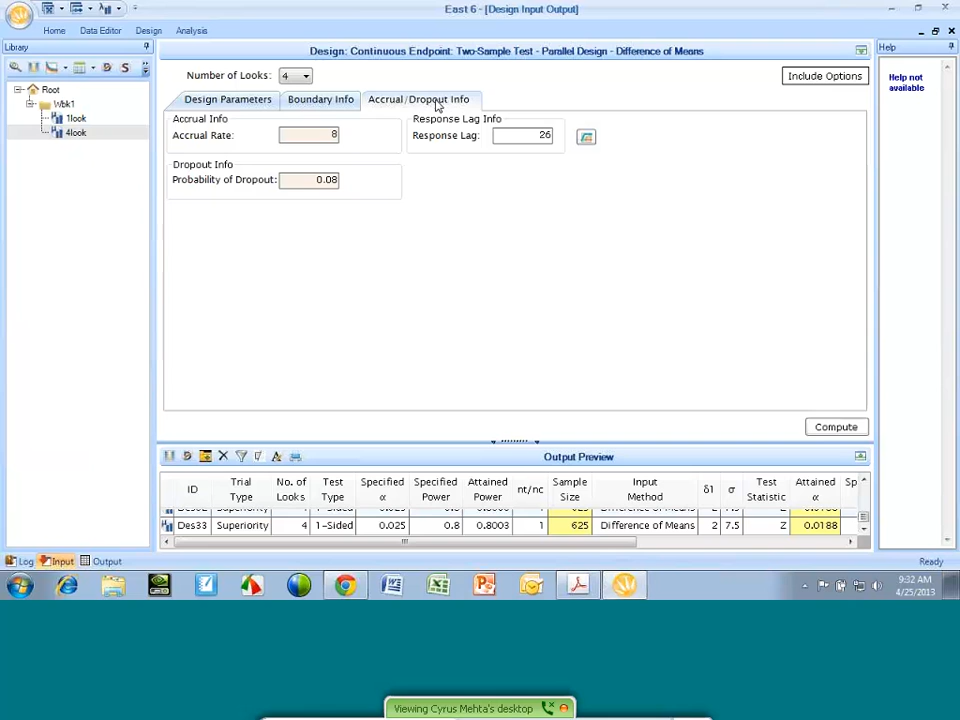 East 6 - [Design Input Output]
Home Data Editor Design Analysis
Library
Design: Continuous Endpoint: Two-Sample Test - Parallel Design - Difference of Means
Help
Root
Wbk1
1look
4look
Number of Looks: 4
Include Options
Help not
available
Design Parameters Boundary Info Accrual/Dropout Info
Accrual Info
Accrual Rate: 8
Response Lag Info
Response Lag: 26
Dropout Info
Probability of Dropout: 0.08
Compute
Output Preview
ID Trial Type No. of Looks Test Type Specified α Specified Power Attained Power nt/nc Sample Size Input Method δ1 σ Test Statistic Attained α Sp
Des33 Superiority 4 1-Sided 0.025 0.8 0.8003 1 625 Difference of Means 2 7.5 Z 0.0188
Log Input Output Ready
9:32 AM
4/25/2013
Viewing Cyrus Mehta's desktop